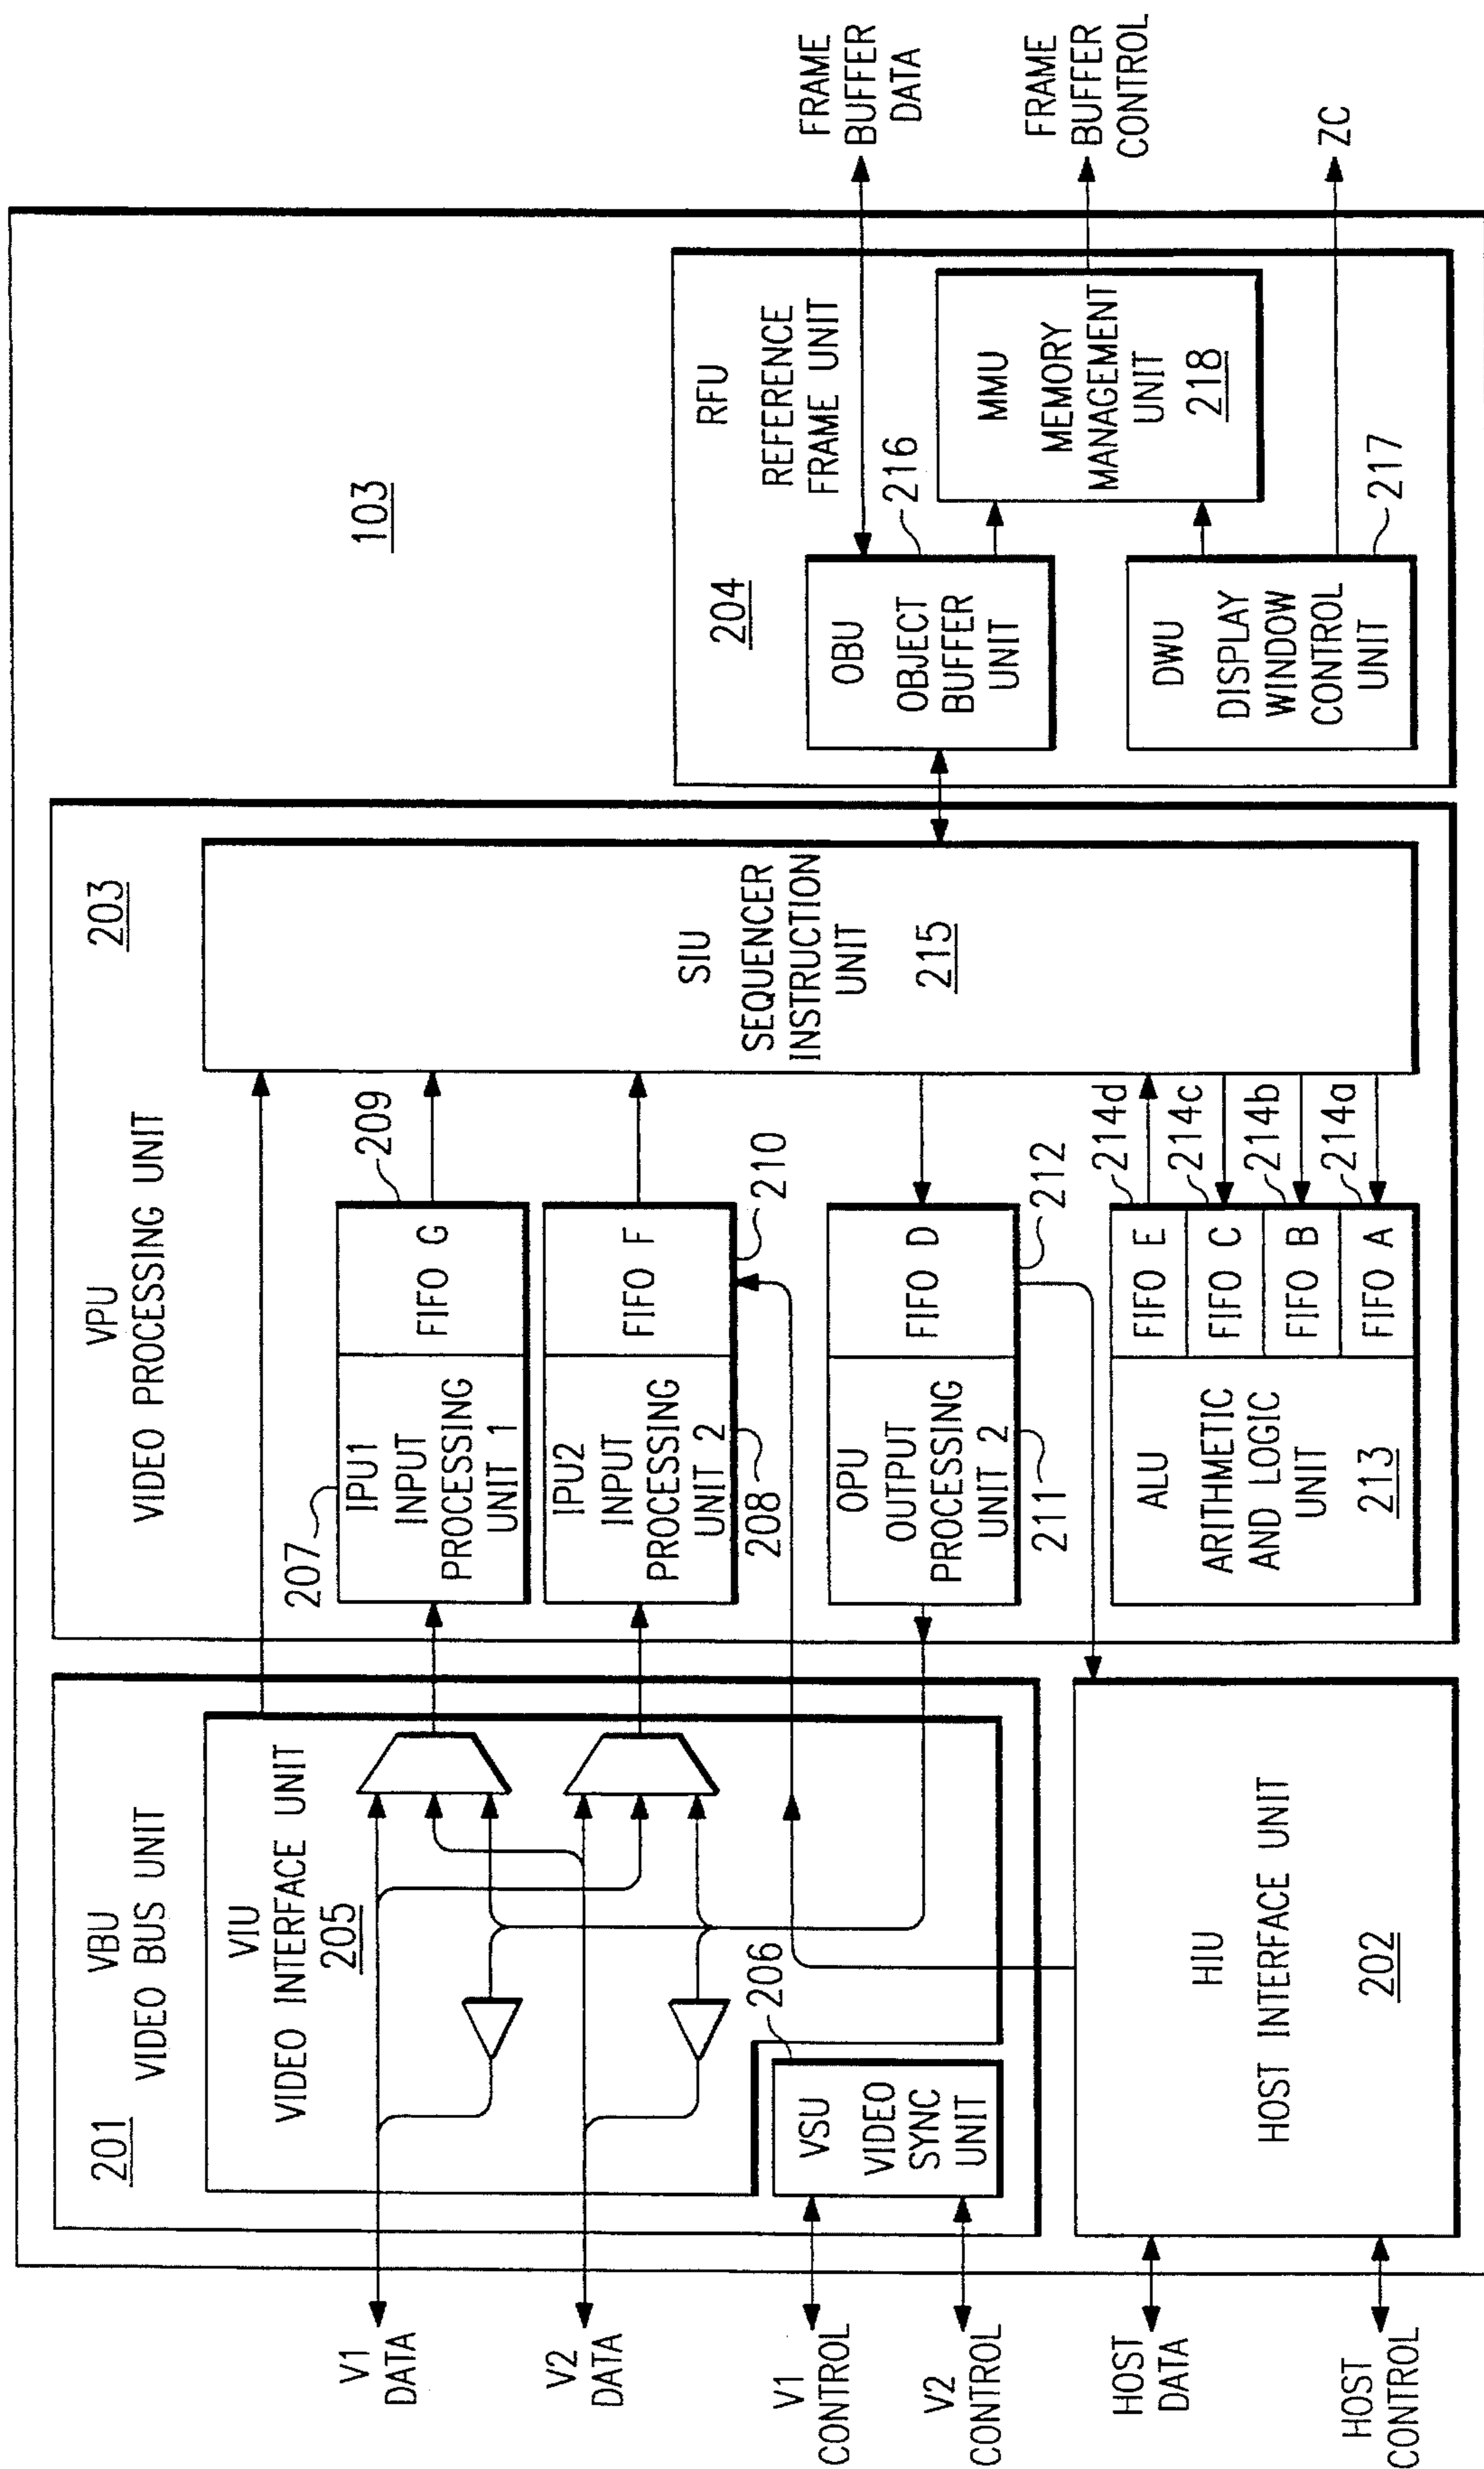 103
VBU
VIDEO BUS UNIT
201
VIU
VIDEO INTERFACE UNIT
205
VSU
VIDEO
SYNC
UNIT
206
V1
DATA
V2
DATA
V1
CONTROL
V2
CONTROL
HOST
DATA
HOST
CONTROL
HIU
HOST INTERFACE UNIT
202
VPU
VIDEO PROCESSING UNIT
203
207
IPU1
INPUT
PROCESSING
UNIT 1
FIFO G
209
IPU2
INPUT
PROCESSING
UNIT 2
FIFO F
208
210
OPU
OUTPUT
PROCESSING
UNIT 2
FIFO D
211
212
ALU
ARITHMETIC
AND LOGIC
UNIT
213
FIFO E
FIFO C
FIFO B
FIFO A
214d
214c
214b
214a
SIU
SEQUENCER
INSTRUCTION
UNIT
215
RFU
REFERENCE
FRAME UNIT
204
OBU
OBJECT
BUFFER
UNIT
216
MMU
MEMORY
MANAGEMENT
UNIT
218
DWU
DISPLAY
WINDOW
CONTROL
UNIT
217
FRAME
BUFFER
DATA
FRAME
BUFFER
CONTROL
ZC